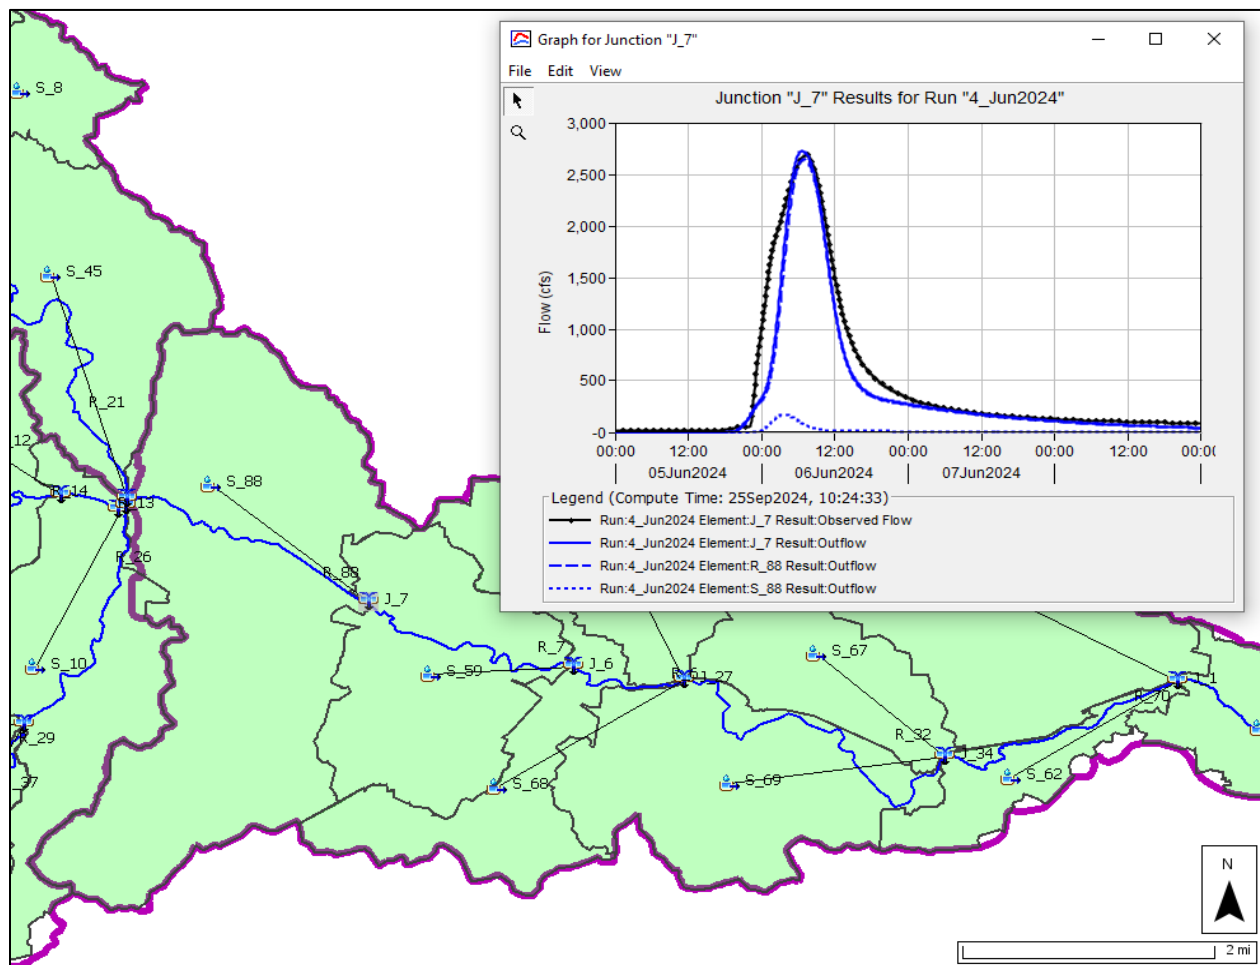 Graph for Junction "J_7"
File Edit View
Junction "J_7" Results for Run "4_Jun2024"
3,000
2,500
2,000
1,500
1,000
500
-0
Flow (cfs)
00:00 12:00 00:00 12:00 00:00 12:00 00:00 12:00
05Jun2024 06Jun2024 07Jun2024
Legend (Compute Time: 25Sep2024, 10:24:33)
Run:4_Jun2024 Element:J_7 Result:Observed Flow
Run:4_Jun2024 Element:J_7 Result:Outflow
Run:4_Jun2024 Element:R_88 Result:Outflow
Run:4_Jun2024 Element:S_88 Result:Outflow
S_8
S_45
R_21
S_88
R_26
R_88
J_7
S_10
R_7
J_6
S_59
S_67
R_29
R_70
R_32
J_34
S_68
S_69
S_62
N
2 mi